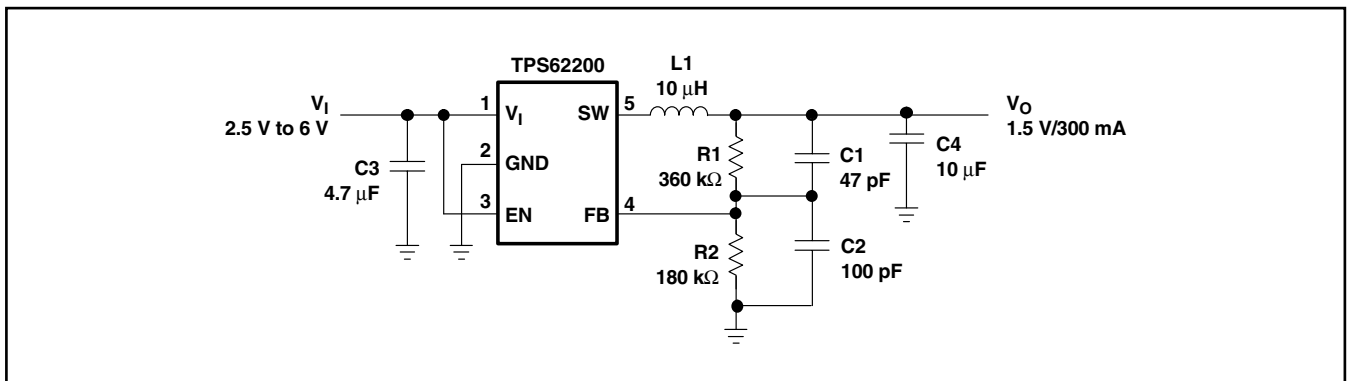 TPS62200
L1
10 μH
V_I
2.5 V to 6 V
1
V_I
SW
5
V_O
1.5 V/300 mA
C3
4.7 μF
2
GND
R1
360 kΩ
C1
47 pF
C4
10 μF
3
EN
FB
4
R2
180 kΩ
C2
100 pF